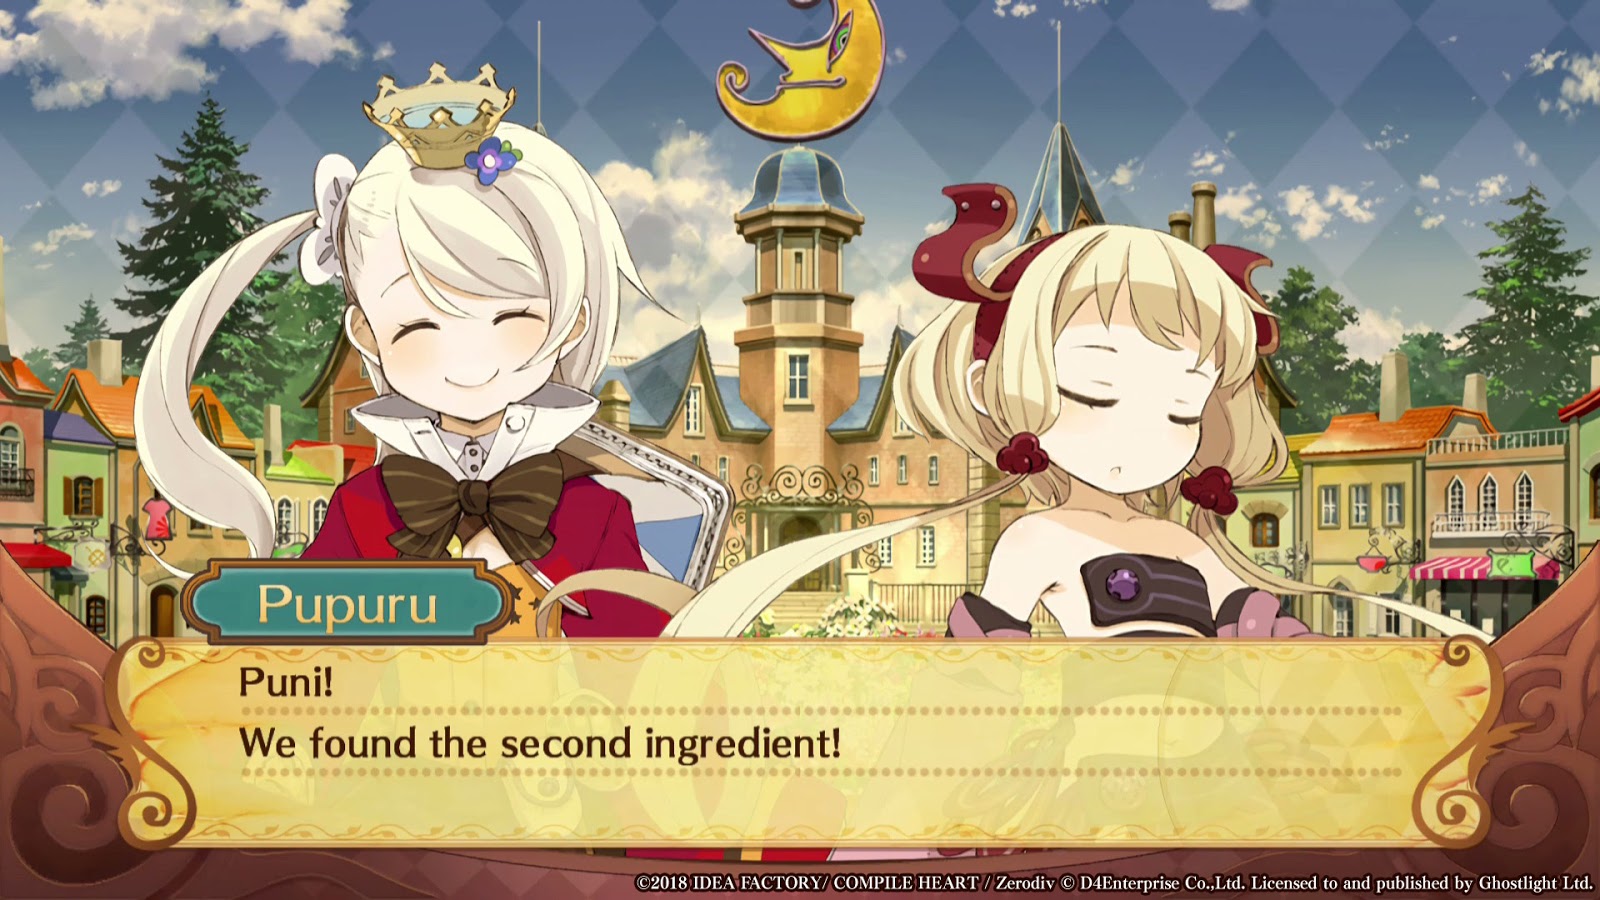 Pupuru
Puni!
We found the second ingredient!
©2018 IDEA FACTORY/ COMPILE HEART / Zerodiv © D4Enterprise Co.,Ltd. Licensed to and published by Ghostlight Ltd.